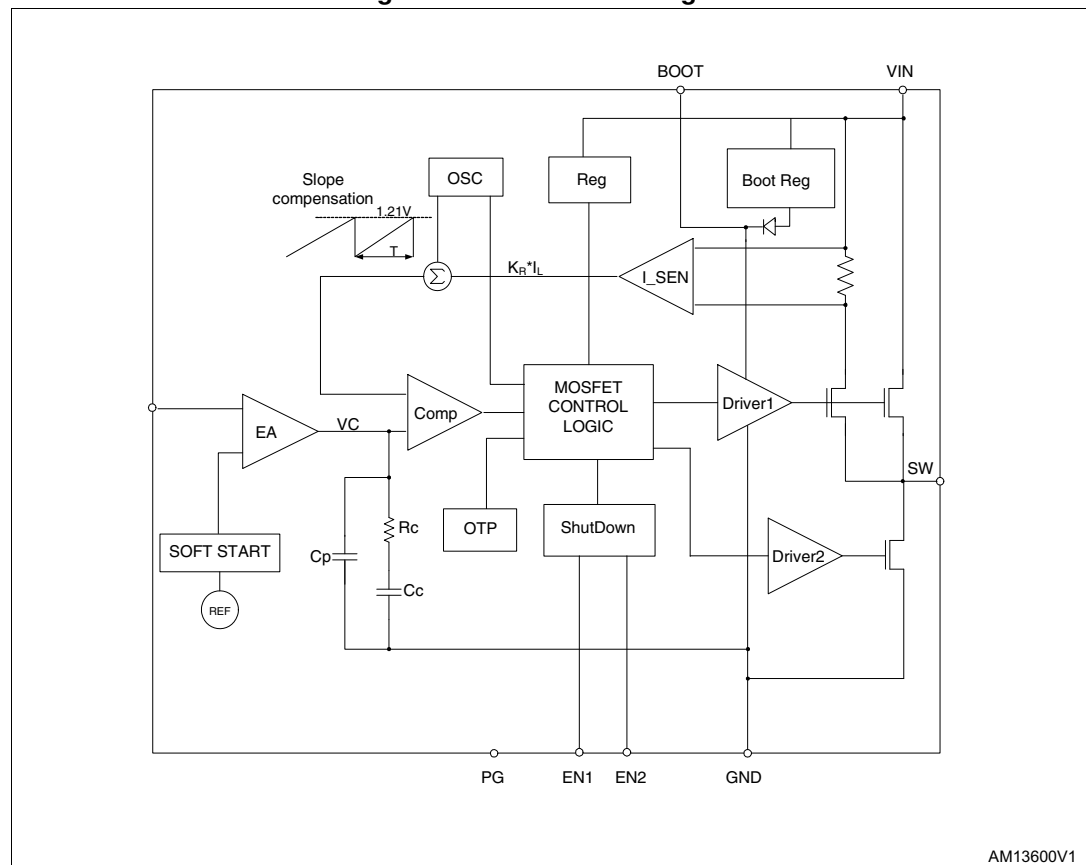 BOOT
VIN
OSC
Reg
Boot Reg
Slope
compensation
1.21V
T
Σ
KR*IL
I_SEN
MOSFET
CONTROL
LOGIC
Driver1
Comp
EA
VC
SW
SOFT START
OTP
ShutDown
Driver2
Rc
Cp
Cc
REF
PG
EN1
EN2
GND
AM13600V1